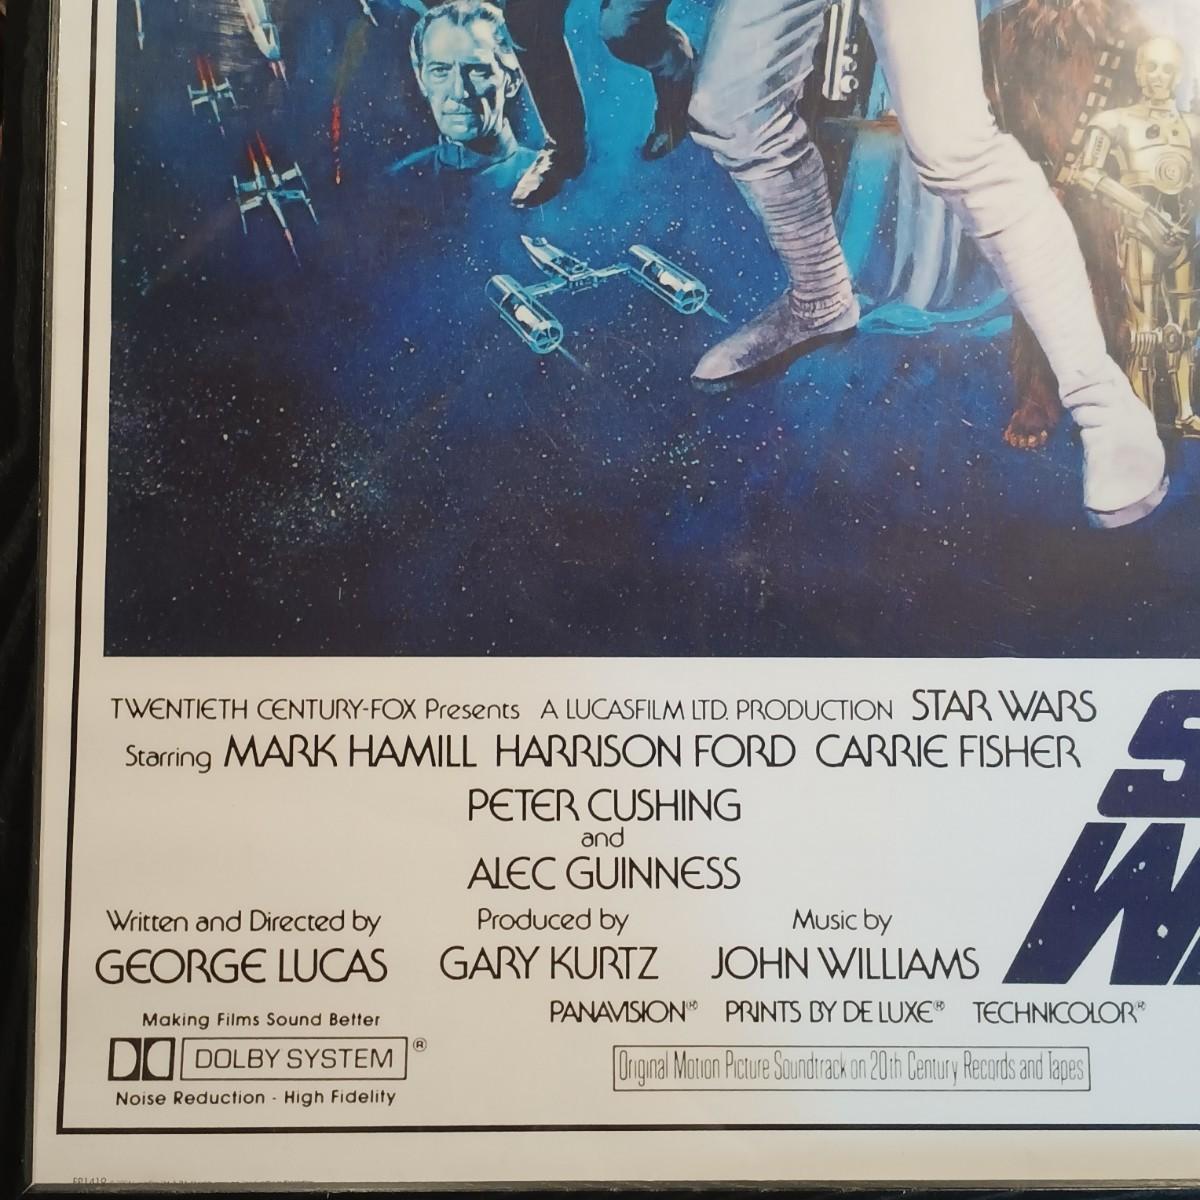 TWENTIETH CENTURY-FOX Presents A LUCASFILM LTD. PRODUCTION STAR WARS
Starring MARK HAMILL HARRISON FORD CARRIE FISHER
PETER CUSHING
and
ALEC GUINNESS
Written and Directed by GEORGE LUCAS
Produced by GARY KURTZ
Music by JOHN WILLIAMS
PANAVISION® PRINTS BY DE LUXE® TECHNICOLOR®
Making Films Sound Better
DOLBY SYSTEM ®
Noise Reduction - High Fidelity
Original Motion Picture Soundtrack on 20th Century Records and Tapes
S
W